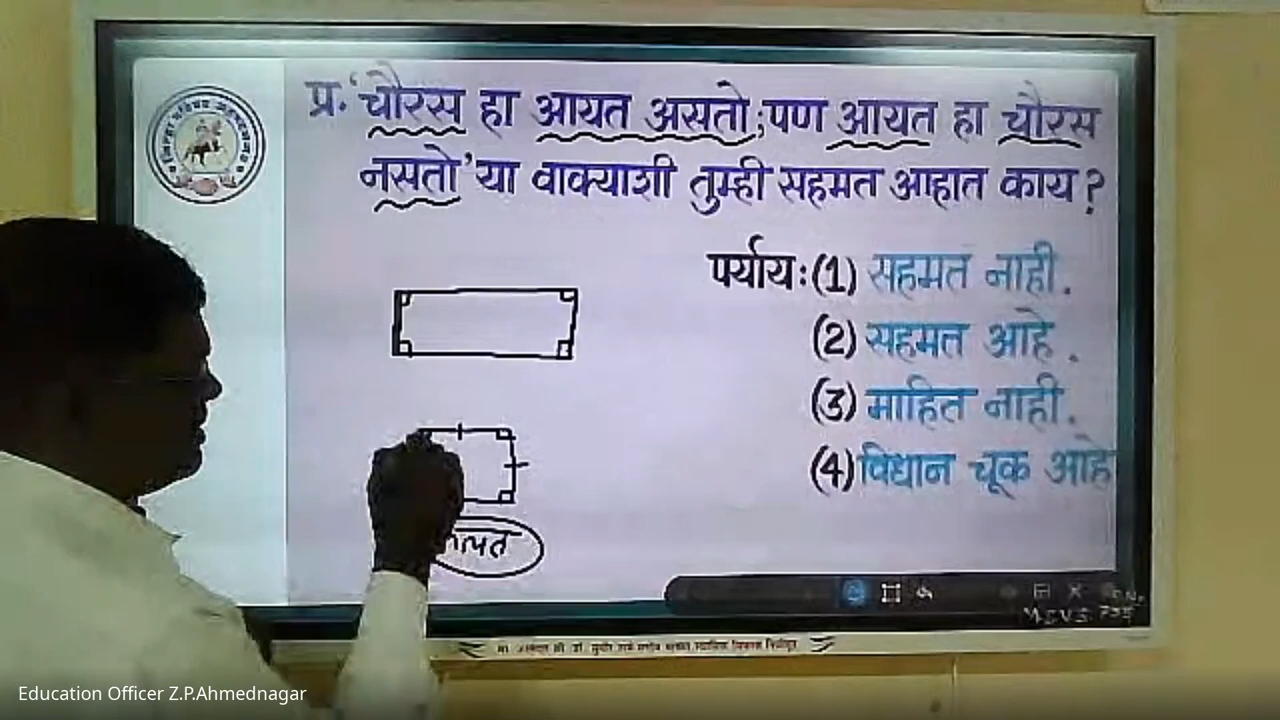 प्र. 'चौरस हा आयत असतो;पण आयत हा चौरस
नसतो' या वाक्याशी तुम्ही सहमत आहात काय?
पर्यायः(1) सहमत नाही.
(2) सहमत आहे.
(3) माहित नाही.
(4) विधान चूक आहे
Education Officer Z.P.Ahmednagar